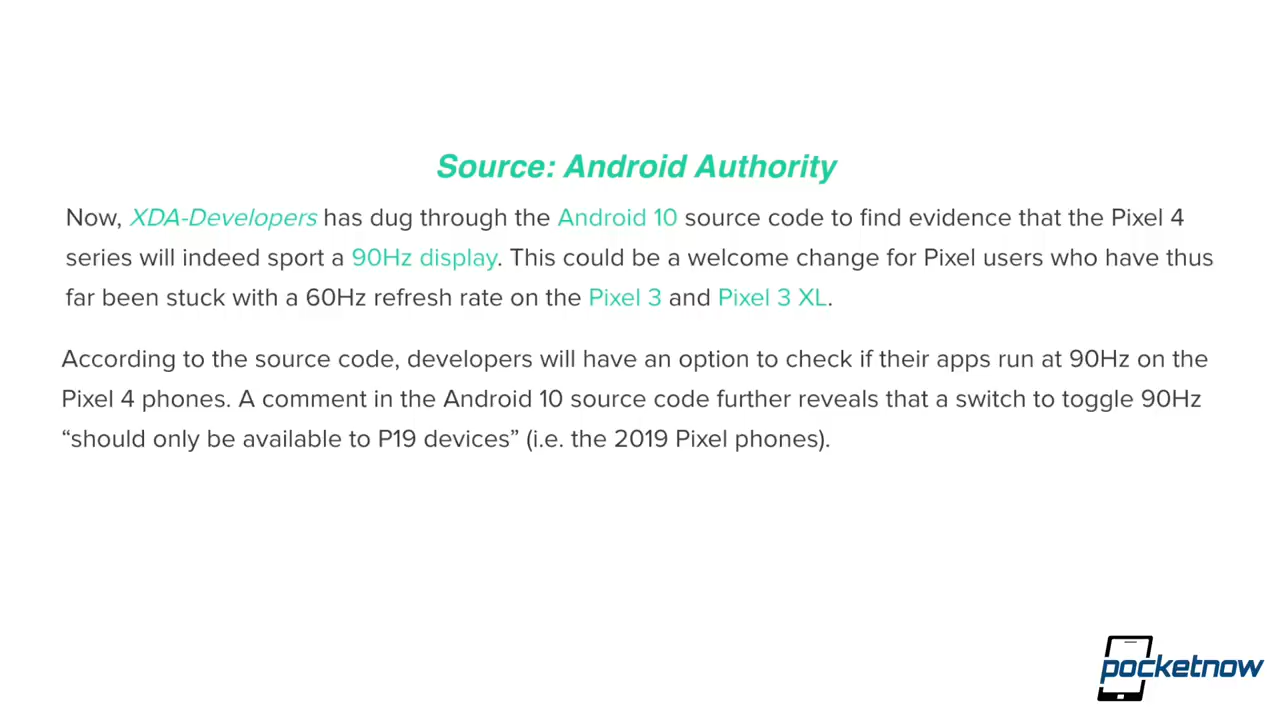 Source: Android Authority
Now, XDA-Developers has dug through the Android 10 source code to find evidence that the Pixel 4
series will indeed sport a 90Hz display. This could be a welcome change for Pixel users who have thus
far been stuck with a 60Hz refresh rate on the Pixel 3 and Pixel 3 XL.
According to the source code, developers will have an option to check if their apps run at 90Hz on the
Pixel 4 phones. A comment in the Android 10 source code further reveals that a switch to toggle 90Hz
“should only be available to P19 devices” (i.e. the 2019 Pixel phones).
pocketnow